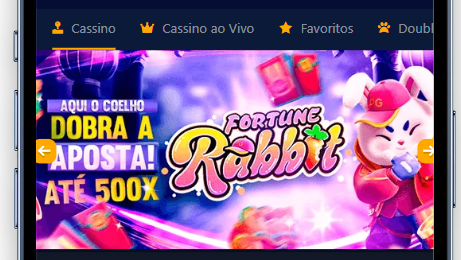 Cassino Cassino ao Vivo Favoritos Doubl
AQUI O COELHO
DOBRA A
APOSTA!
ATÉ 500X
FORTUNE
Rabbit
PG